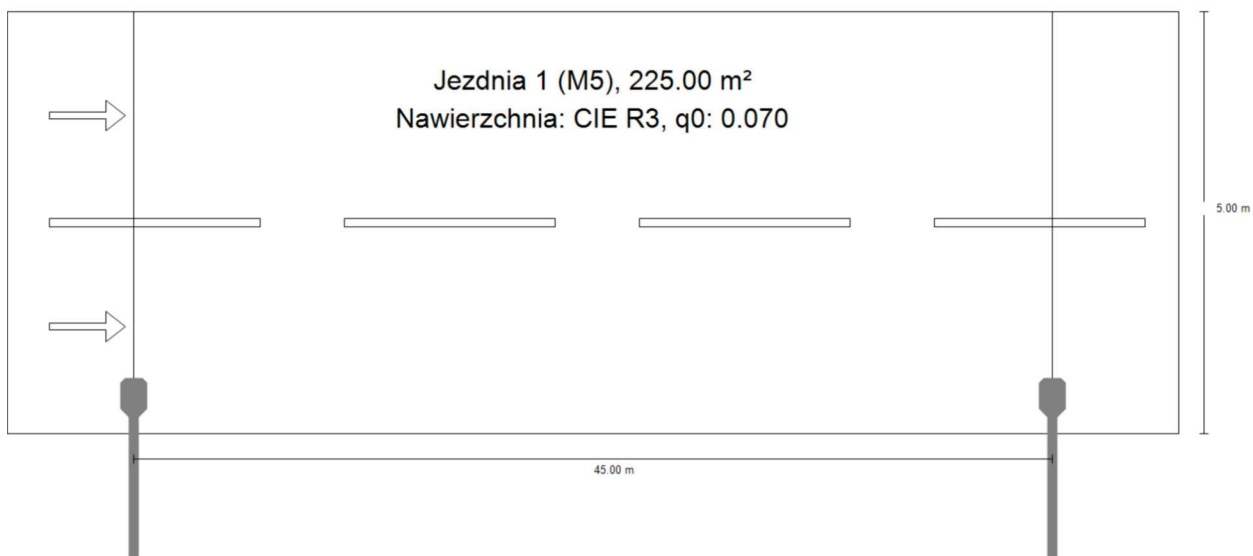 Jezdnia 1 (M5), 225.00 m²
Nawierzchnia: CIE R3, q0: 0.070
5.00 m
45.00 m